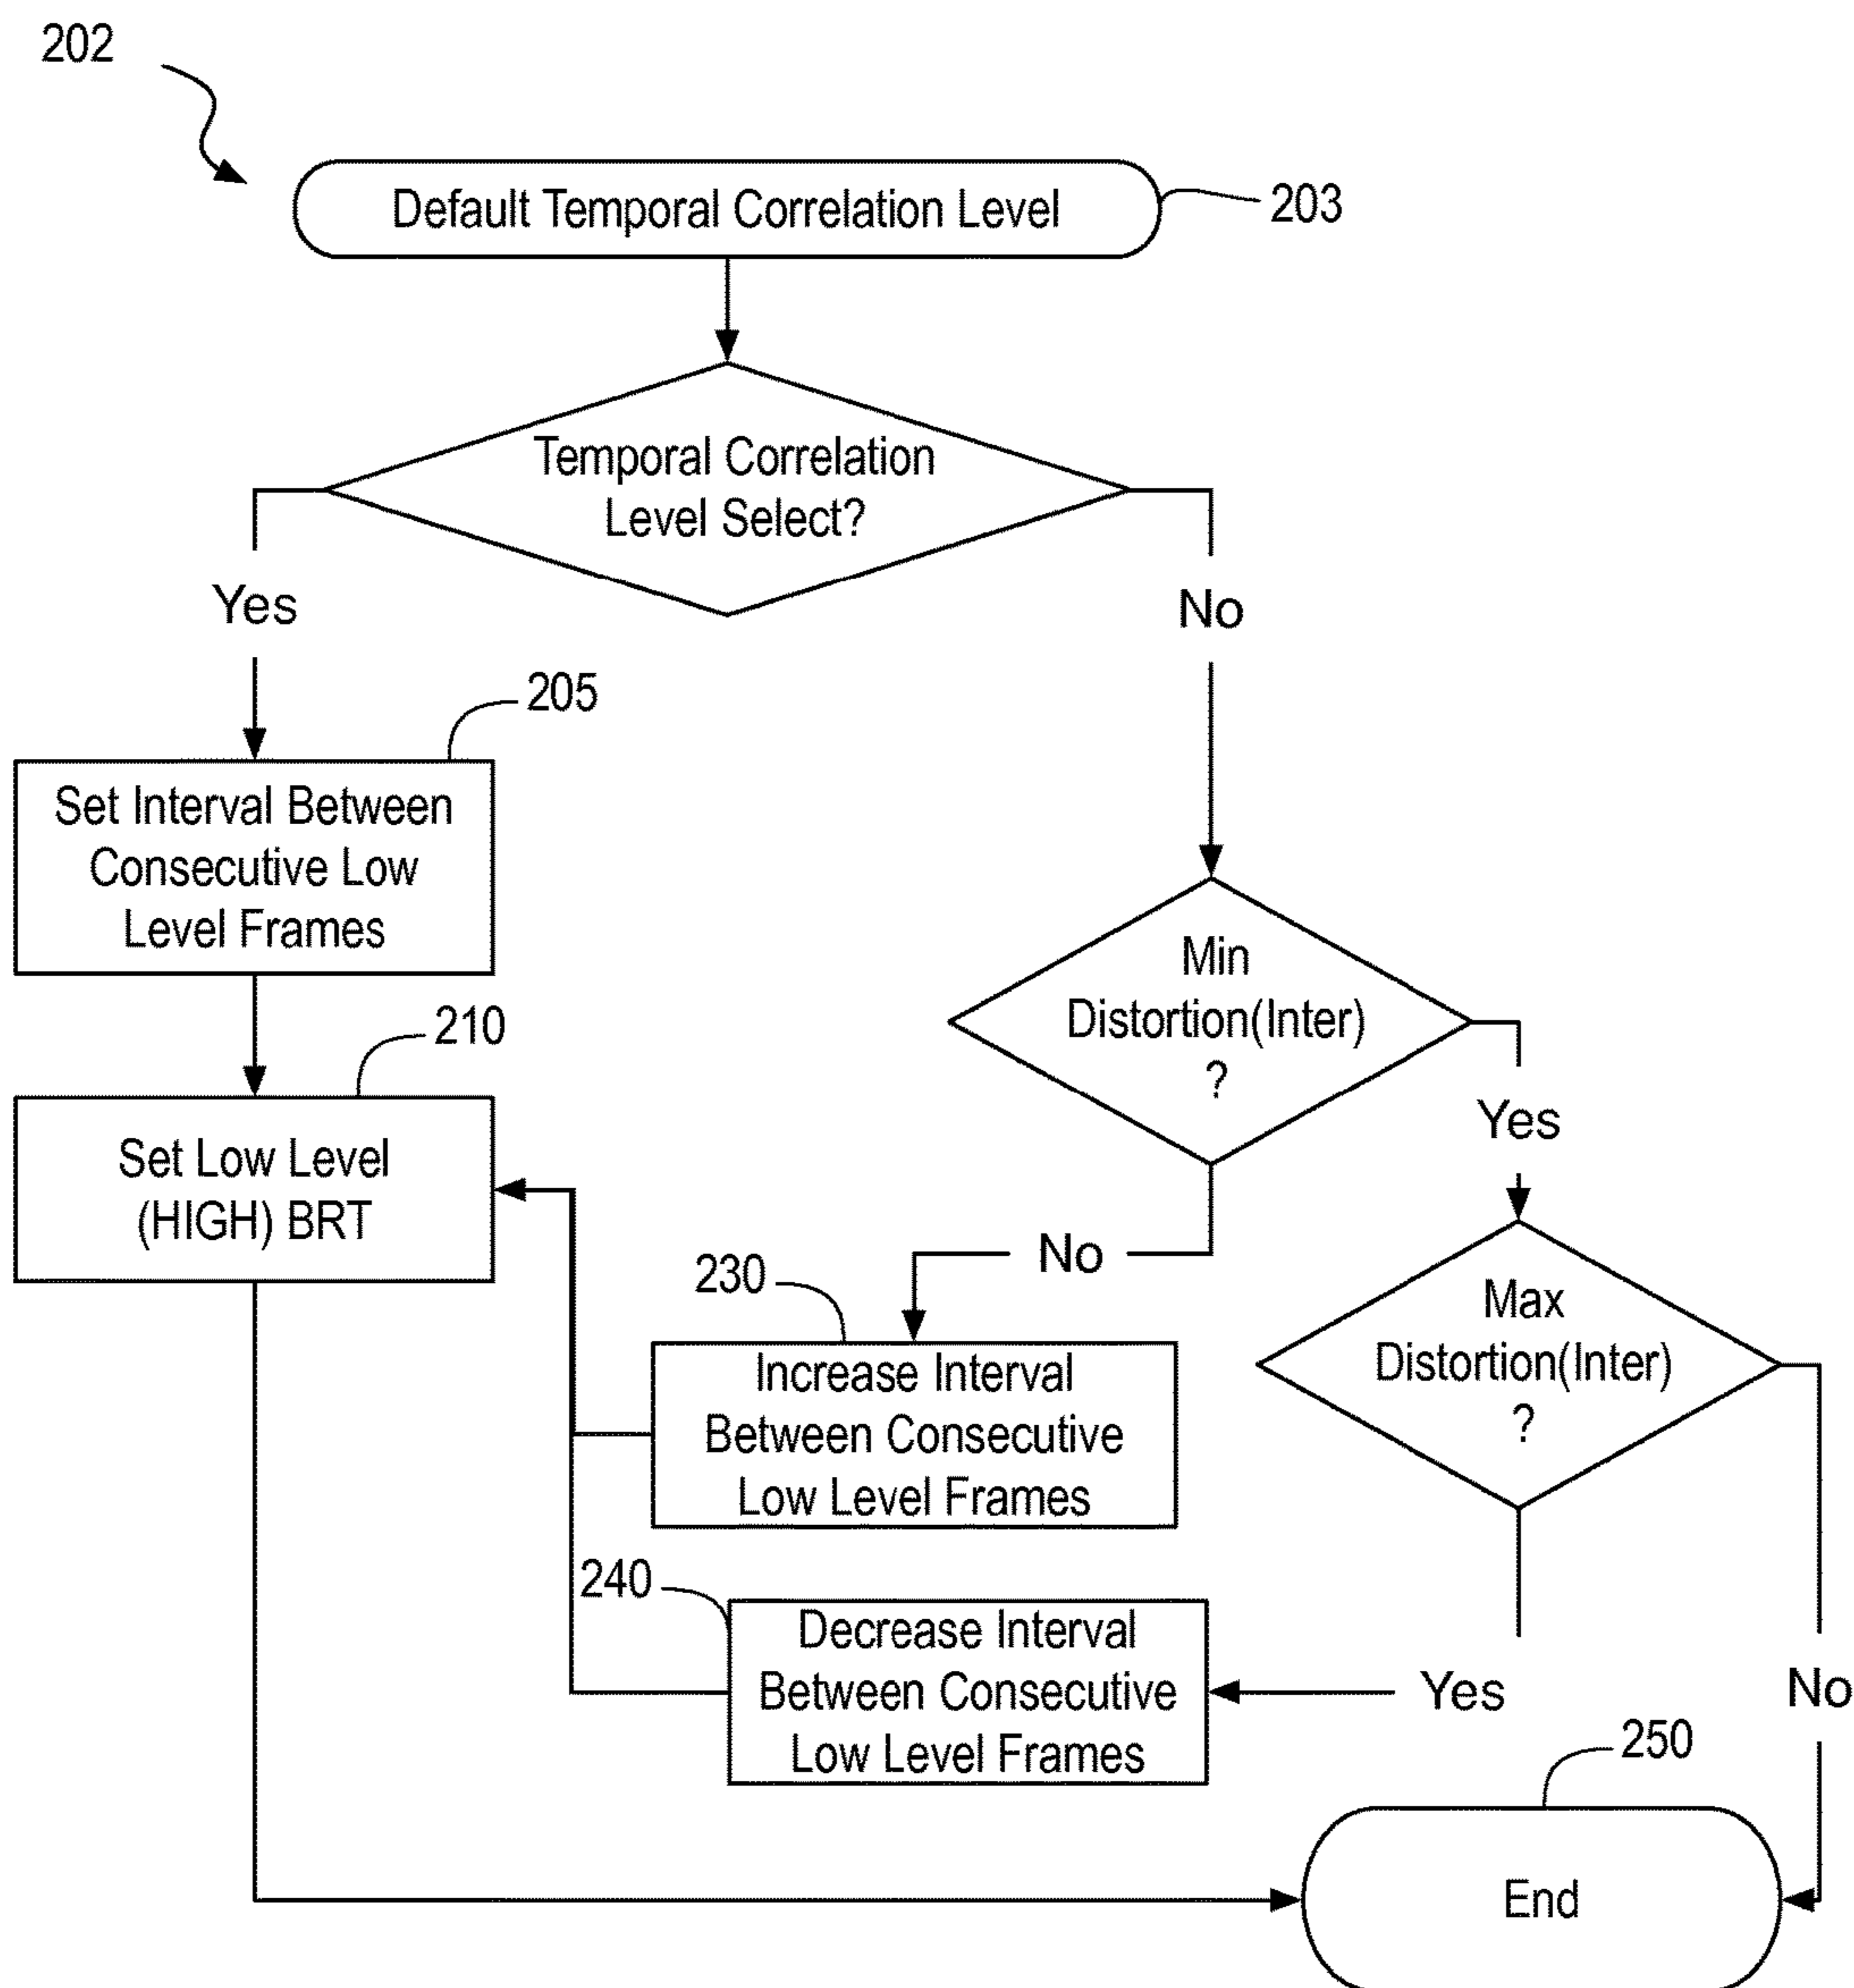 202
Default Temporal Correlation Level
203
Temporal Correlation
Level Select?
Yes
No
205
Set Interval Between
Consecutive Low
Level Frames
Min
Distortion(Inter)
?
210
Yes
Set Low Level
(HIGH) BRT
No
230
Max
Distortion(Inter)
?
Increase Interval
Between Consecutive
Low Level Frames
240
Decrease Interval
Between Consecutive
Low Level Frames
Yes
No
250
End